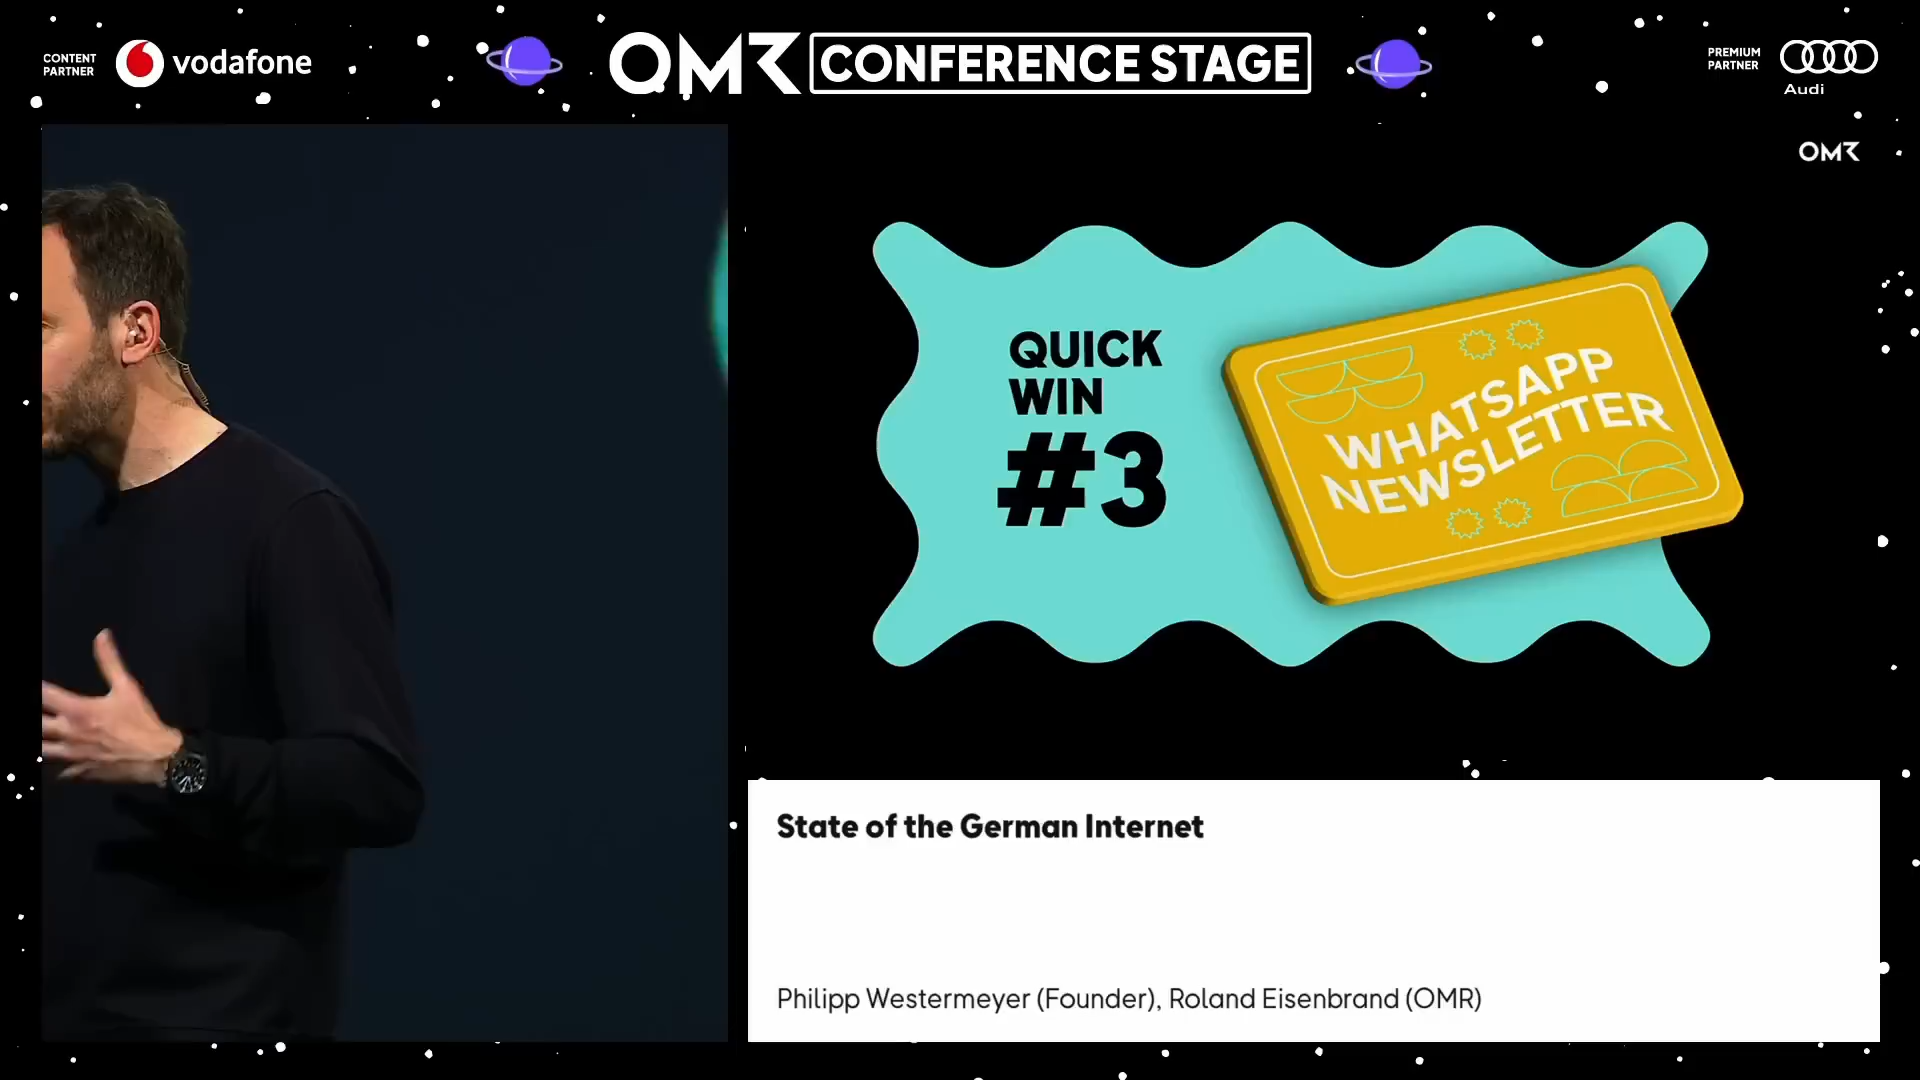 CONTENT
PARTNER
vodafone
OMR CONFERENCE STAGE
PREMIUM
PARTNER
Audi
OMR
QUICK
WIN
#3
WHATSAPP
NEWSLETTER
State of the German Internet
Philipp Westermeyer (Founder), Roland Eisenbrand (OMR)